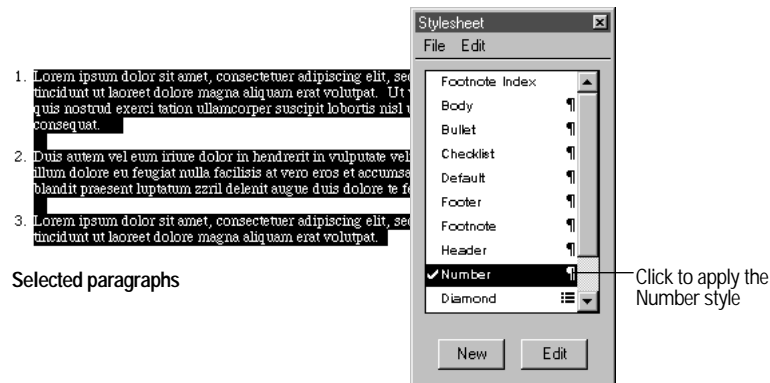 1. Lorem ipsum dolor sit amet, consectetuer adipiscing elit, sed
tincidunt ut laoreet dolore magna aliquam erat volutpat. Ut
quis nostrud exerci tation ullamcorper suscipit lobortis nisl
consequat.
2. Duis autem vel eum iriure dolor in hendrerit in vulputate
illum dolore eu feugiat nulla facilisis at vero eros et
blandit praesent luptatum zzril delenit augue duis dolore te
3. Lorem ipsum dolor sit amet, consectetuer adipiscing elit,
tincidunt ut laoreet dolore magna aliquam erat volutpat.
Selected paragraphs
Stylesheet
File Edit
Footnote Index
Body ¶
Bullet ¶
Checklist ¶
Default ¶
Footer ¶
Footnote ¶
Header ¶
✓Number ¶
Diamond
New Edit
Click to apply the
Number style